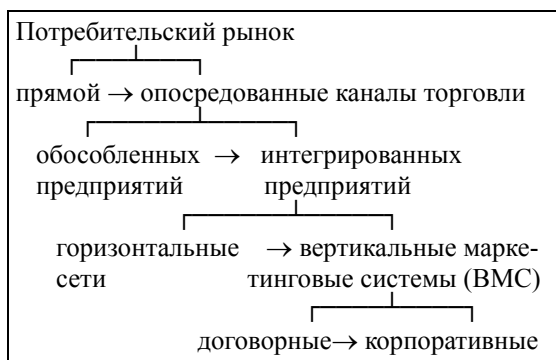 Потребительский рынок
прямой → опосредованные каналы торговли
обособленных → интегрированных
предприятий предприятий
горизонтальные → вертикальные марке-
сети тинговые системы (ВМС)
договорные→ корпоративные